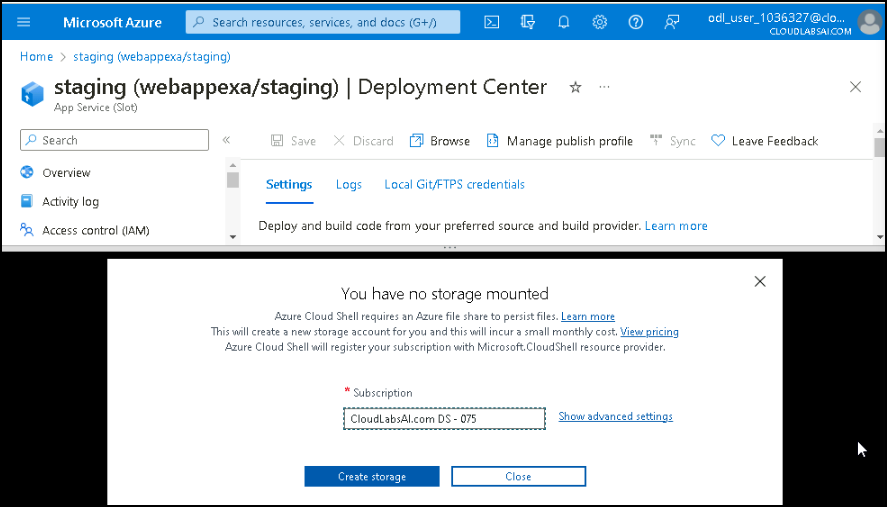 Microsoft Azure
Search resources, services, and docs (G+/)
odl_user_1036327@clo...
CLOUDLABSAI.COM
Home > staging (webappexa/staging)
staging (webappexa/staging) | Deployment Center
App Service (Slot)
Search
Save Discard Browse Manage publish profile Sync Leave Feedback
Overview
Activity log
Access control (IAM)
Settings Logs Local Git/FTPS credentials
Deploy and build code from your preferred source and build provider. Learn more
You have no storage mounted
Azure Cloud Shell requires an Azure file share to persist files. Learn more
This will create a new storage account for you and this will incur a small monthly cost. View pricing
Azure Cloud Shell will register your subscription with Microsoft.CloudShell resource provider.
* Subscription
CloudLabsAI.com DS - 075
Show advanced settings
Create storage Close